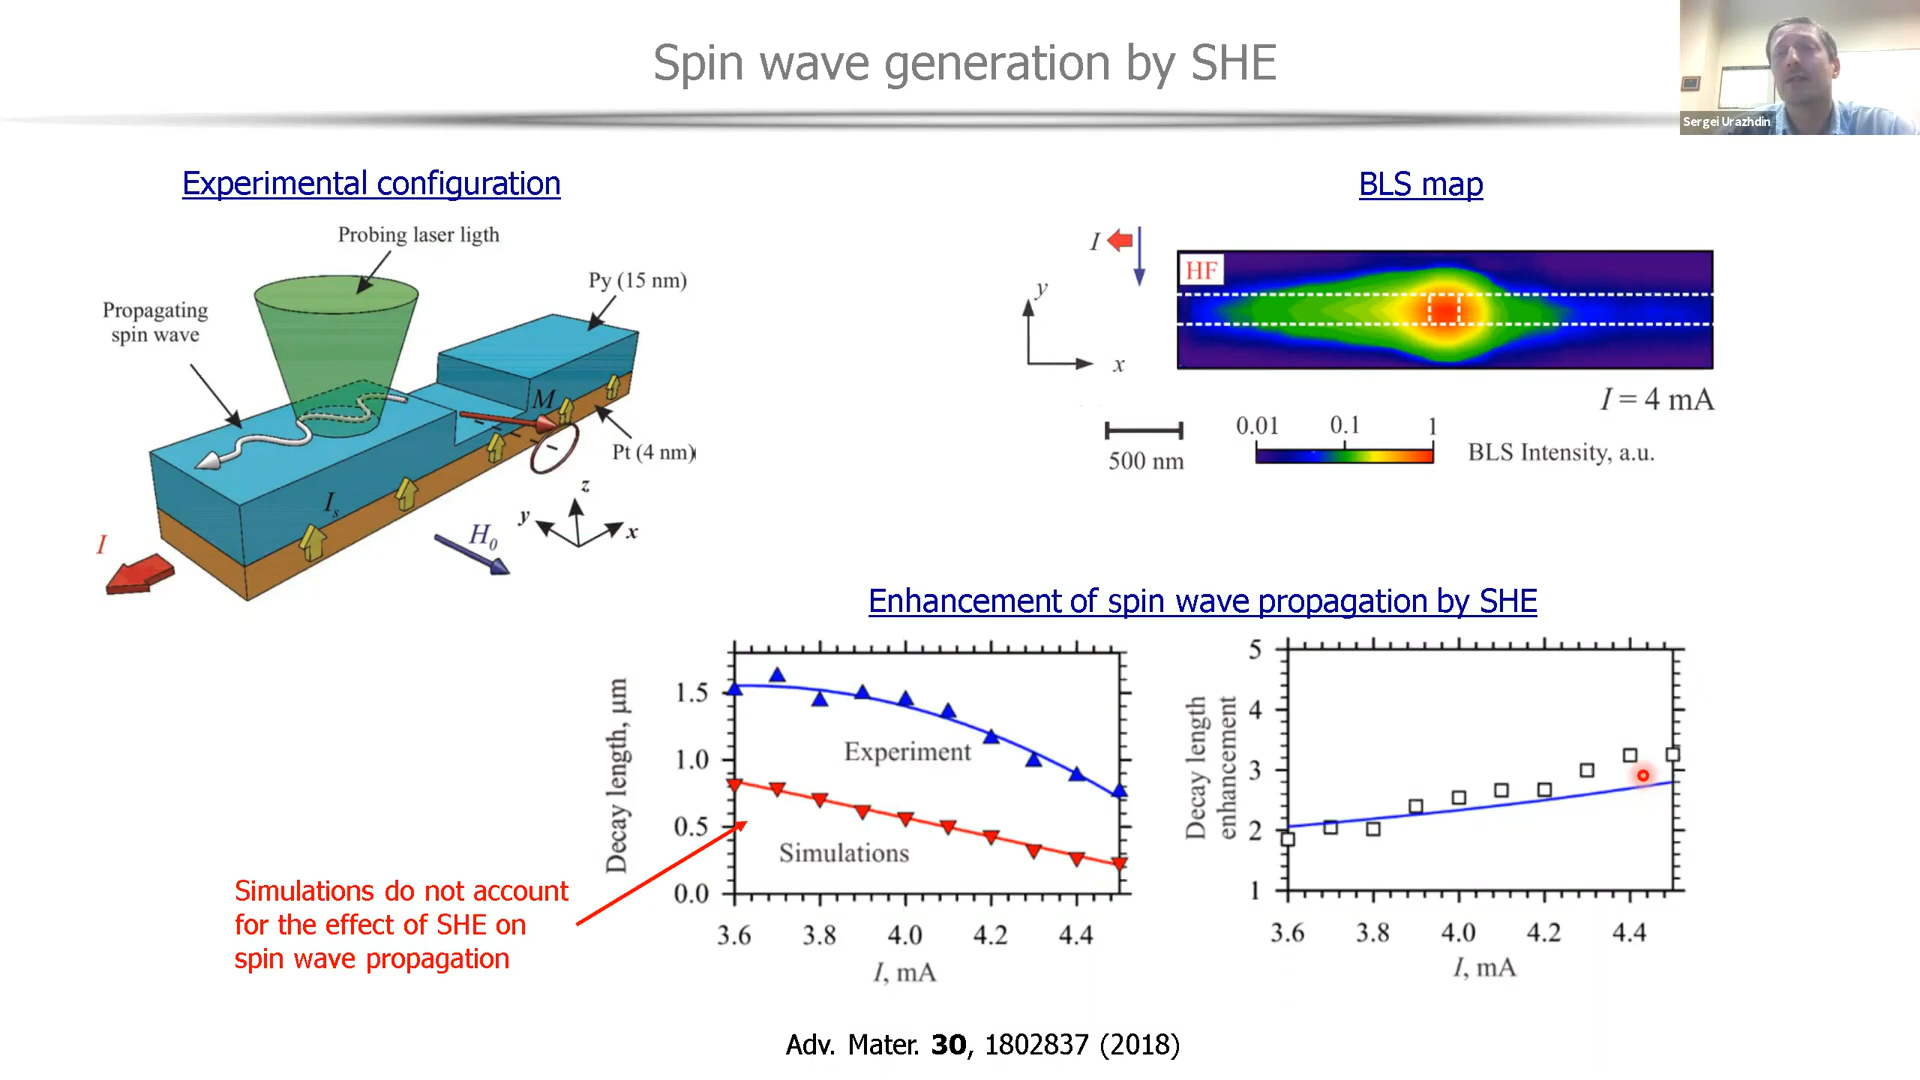 Spin wave generation by SHE
Sergei Urazhdin
Experimental configuration
Probing laser ligth
Py (15 nm)
Propagating
spin wave
M
Pt (4 nm)
I_s
z
y
x
H_0
I
BLS map
I
HF
y
x
I = 4 mA
500 nm
0.01 0.1 1
BLS Intensity, a.u.
Enhancement of spin wave propagation by SHE
Decay length, μm
1.5
1.0
0.5
0.0
Experiment
Simulations
3.6 3.8 4.0 4.2 4.4
I, mA
Decay length
enhancement
5
4
3
2
1
3.6 3.8 4.0 4.2 4.4
I, mA
Simulations do not account
for the effect of SHE on
spin wave propagation
Adv. Mater. 30, 1802837 (2018)